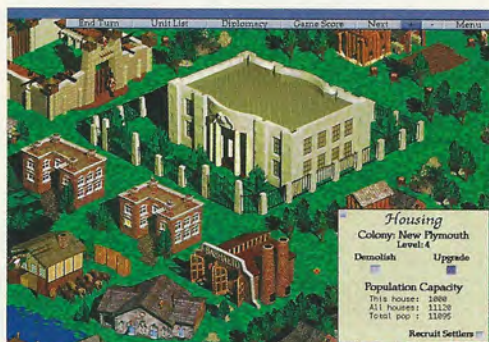 End Turn Unit List Diplomacy Game Score Next + - Menu
Housing
Colony: New Plymouth
Level: 4
Demolish Upgrade
Population Capacity
This house: 1000
All houses: 11120
Total pop : 11095
Recruit Settlers